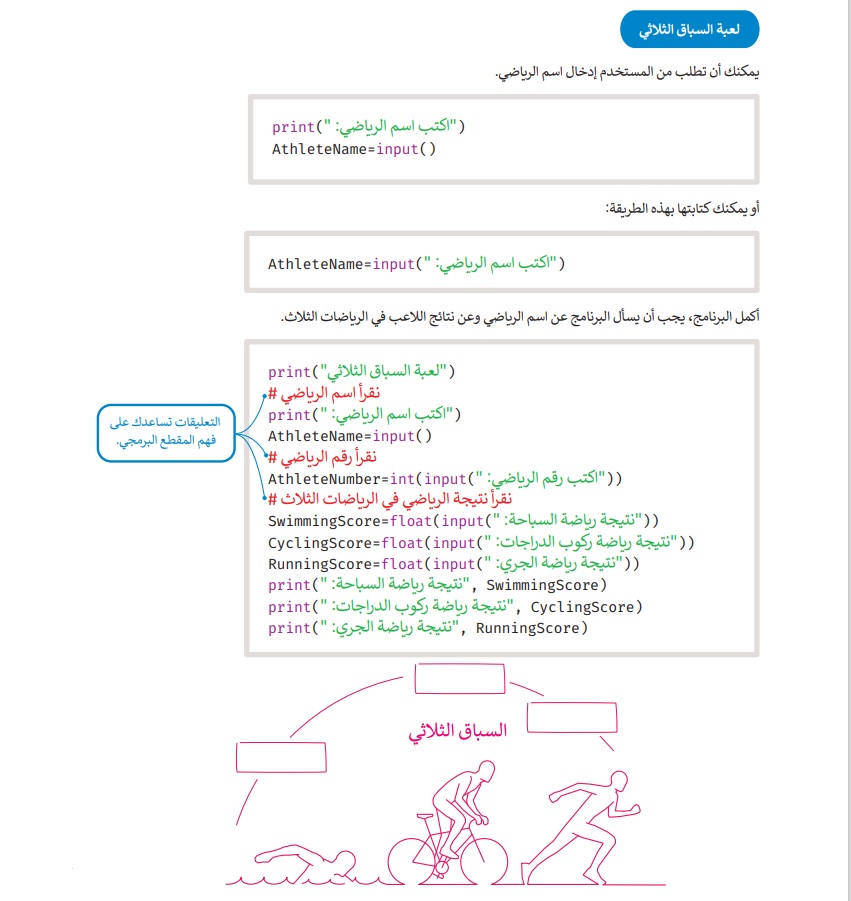 لعبة السباق الثلاثي
يمكنك أن تطلب من المستخدم إدخال اسم الرياضي.
print("اكتب اسم الرياضي: ")
AthleteName=input()
أو يمكنك كتابتها بهذه الطريقة:
AthleteName=input("اكتب اسم الرياضي: ")
أكمل البرنامج، يجب أن يسأل البرنامج عن اسم الرياضي وعن نتائج اللاعب في الرياضات الثلاث.
print("لعبة السباق الثلاثي")
# نقرأ اسم الرياضي
print("اكتب اسم الرياضي: ")
AthleteName=input()
# نقرأ رقم الرياضي
AthleteNumber=int(input("اكتب رقم الرياضي: "))
# نقرأ نتيجة الرياضي في الرياضات الثلاث
SwimmingScore=float(input("نتيجة رياضة السباحة: "))
CyclingScore=float(input("نتيجة رياضة ركوب الدراجات: "))
RunningScore=float(input("نتيجة رياضة الجري: "))
print("نتيجة رياضة السباحة: ", SwimmingScore)
print("نتيجة رياضة ركوب الدراجات: ", CyclingScore)
print("نتيجة رياضة الجري: ", RunningScore)
التعليقات تساعدك على
فهم المقطع البرمجي.
السباق الثلاثي